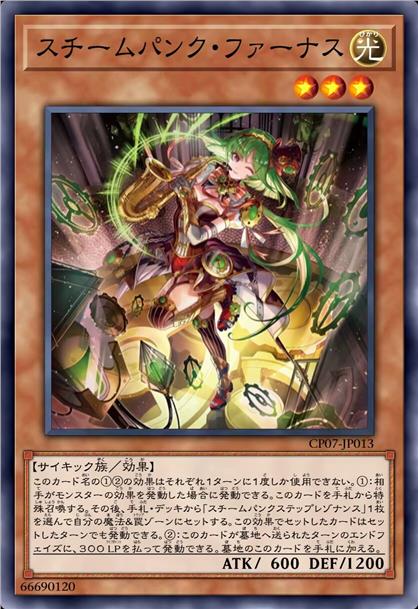 スチームパンク・ファーナス
光
ひかり
CP07-JP013
【サイキック族／効果】
このカード名の①②の効果はそれぞれ1ターンに1度しか使用できない。①:相
手がモンスターの効果を発動した場合に発動できる。このカードを手札から特
殊召喚する。その後、手札・デッキから「スチームパンクステップレゾナンス」1枚
を選んで自分の魔法&罠ゾーンにセットする。この効果でセットしたカードはセッ
トしたターンでも発動できる。②:このカードが墓地へ送られたターンのエンドフ
ェイズに、300LPを払って発動できる。墓地のこのカードを手札に加える。
ATK/ 600 DEF/1200
66690120